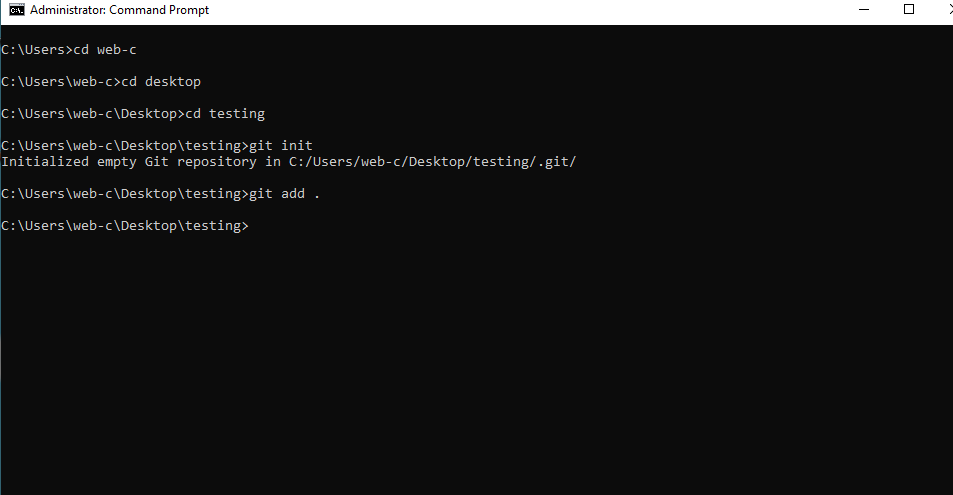 Administrator: Command Prompt
C:\Users>cd web-c
C:\Users\web-c>cd desktop
C:\Users\web-c\Desktop>cd testing
C:\Users\web-c\Desktop\testing>git init
Initialized empty Git repository in C:/Users/web-c/Desktop/testing/.git/
C:\Users\web-c\Desktop\testing>git add .
C:\Users\web-c\Desktop\testing>